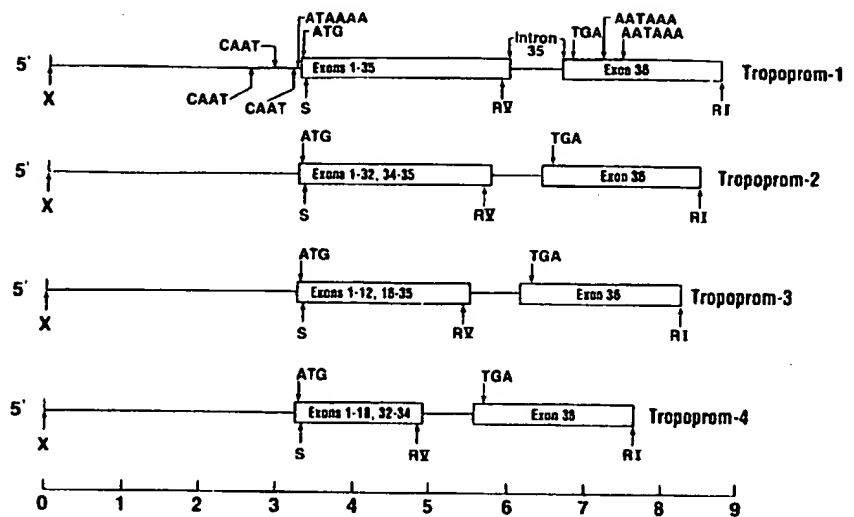 ATAAAA
AATAAA
CAAT
ATG
Intron
35
TGA
AATAAA
5'
Exons 1-35
Exon 36
Tropoprom-1
X
CAAT
CAAT
S
RV
RI
ATG
TGA
5'
Exons 1-32, 34-35
Exon 36
Tropoprom-2
X
S
RV
RI
ATG
TGA
5'
Exons 1-12, 16-35
Exon 36
Tropoprom-3
X
S
RV
RI
ATG
TGA
5'
Exons 1-18, 32-34
Exon 36
Tropoprom-4
X
S
RV
RI
0 1 2 3 4 5 6 7 8 9